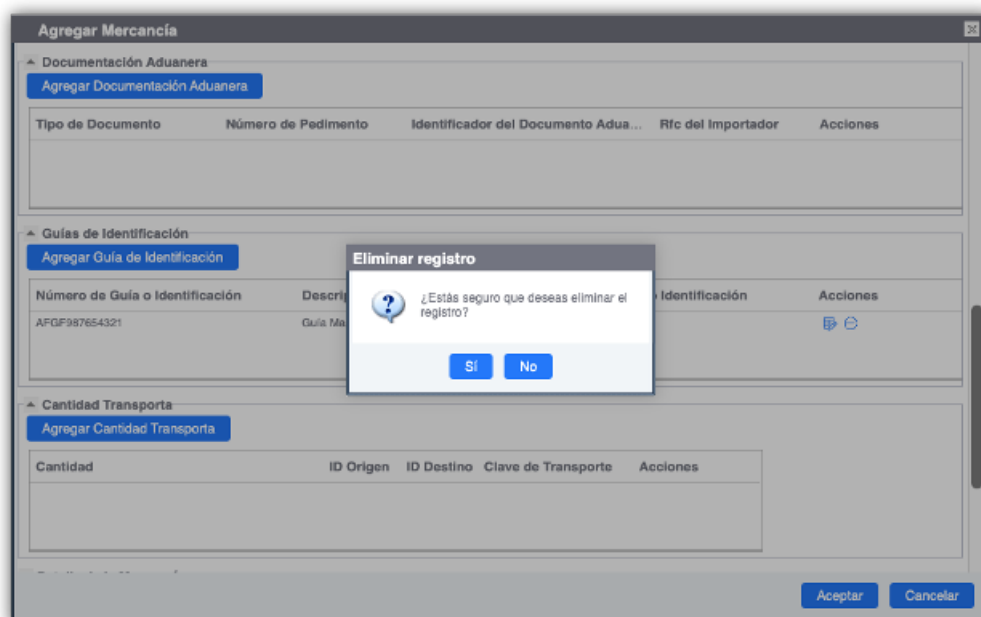 Agregar Mercancía
Documentación Aduanera
Agregar Documentación Aduanera
Tipo de Documento Número de Pedimento Identificador del Documento Adua... Rfc del Importador Acciones
Guías de Identificación
Agregar Guía de Identificación
Número de Guía o Identificación Identificación Acciones
AFGF987654321 Guía
Eliminar registro
¿Estás seguro que deseas eliminar el
registro?
Sí No
Cantidad Transporta
Agregar Cantidad Transporta
Cantidad ID Origen ID Destino Clave de Transporte Acciones
Aceptar Cancelar